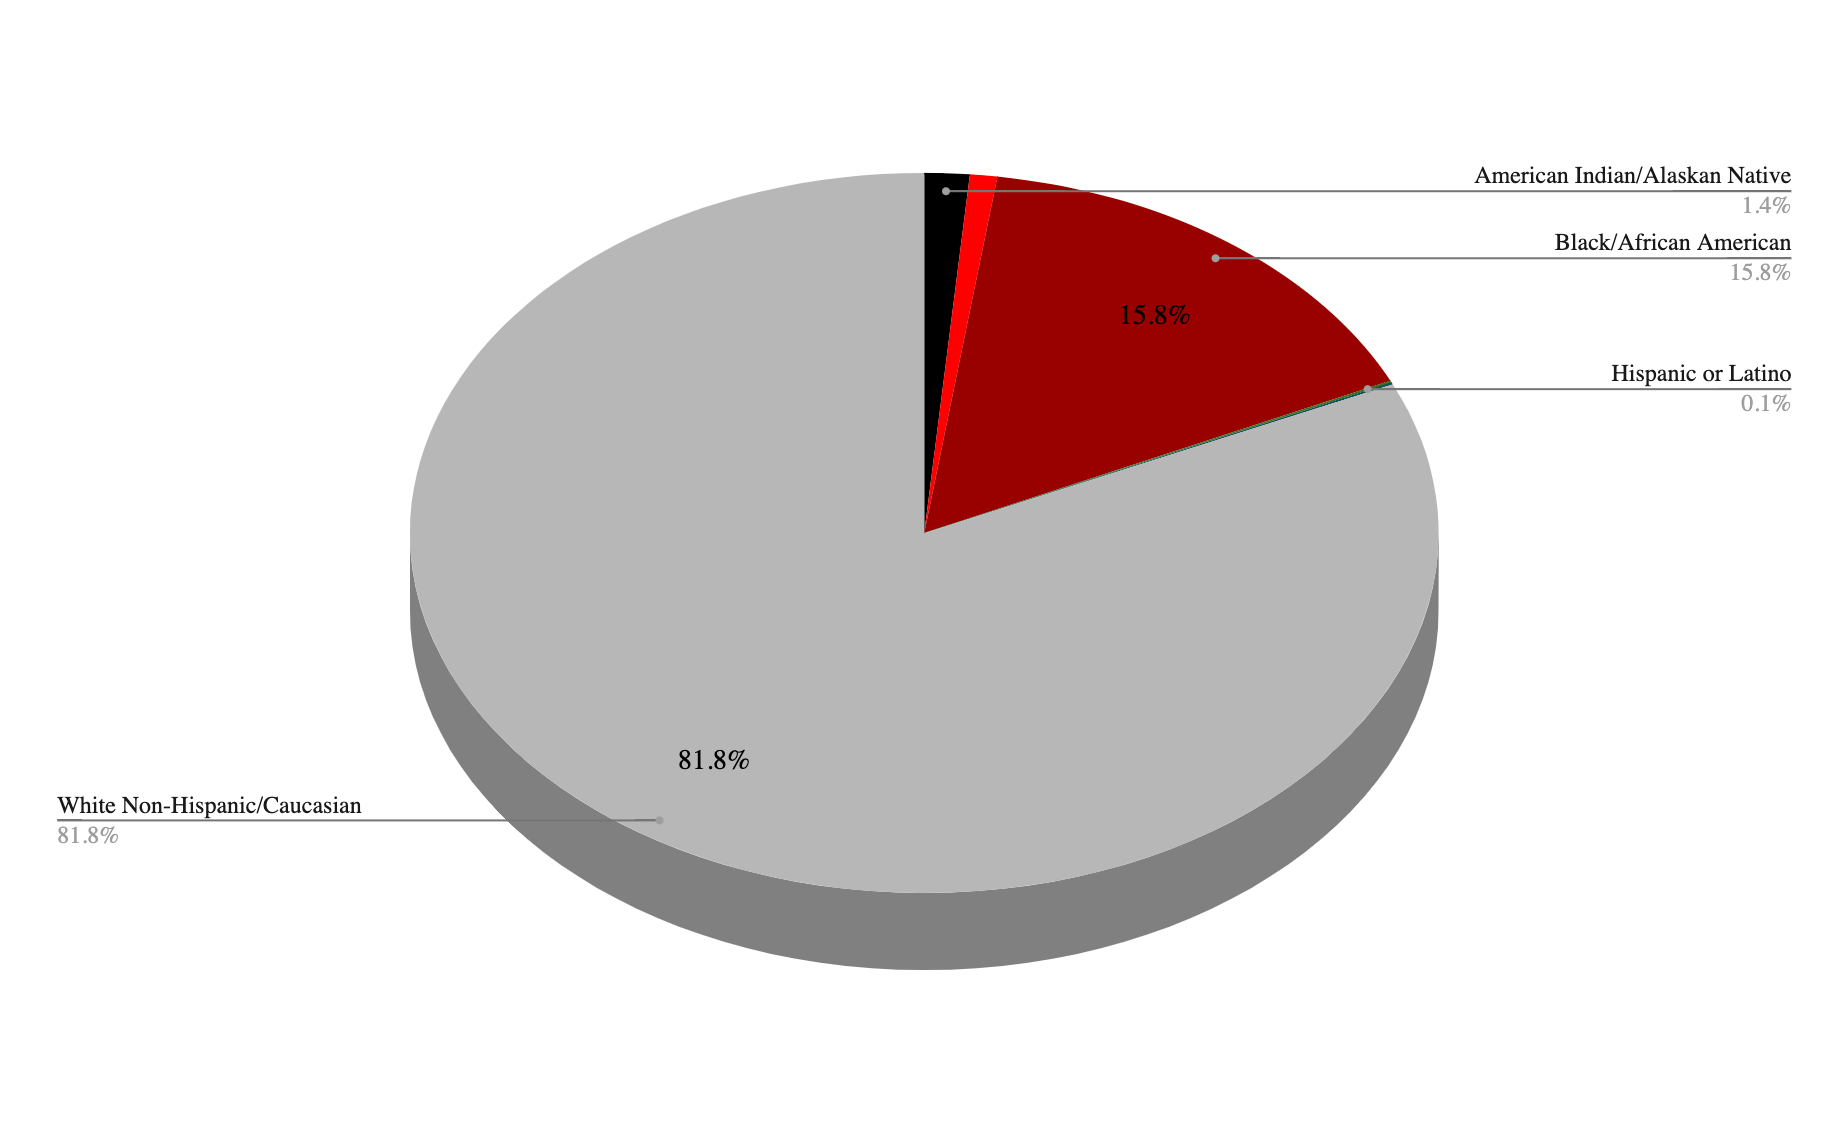 American Indian/Alaskan Native
1.4%
Black/African American
15.8%
15.8%
Hispanic or Latino
0.1%
81.8%
White Non-Hispanic/Caucasian
81.8%